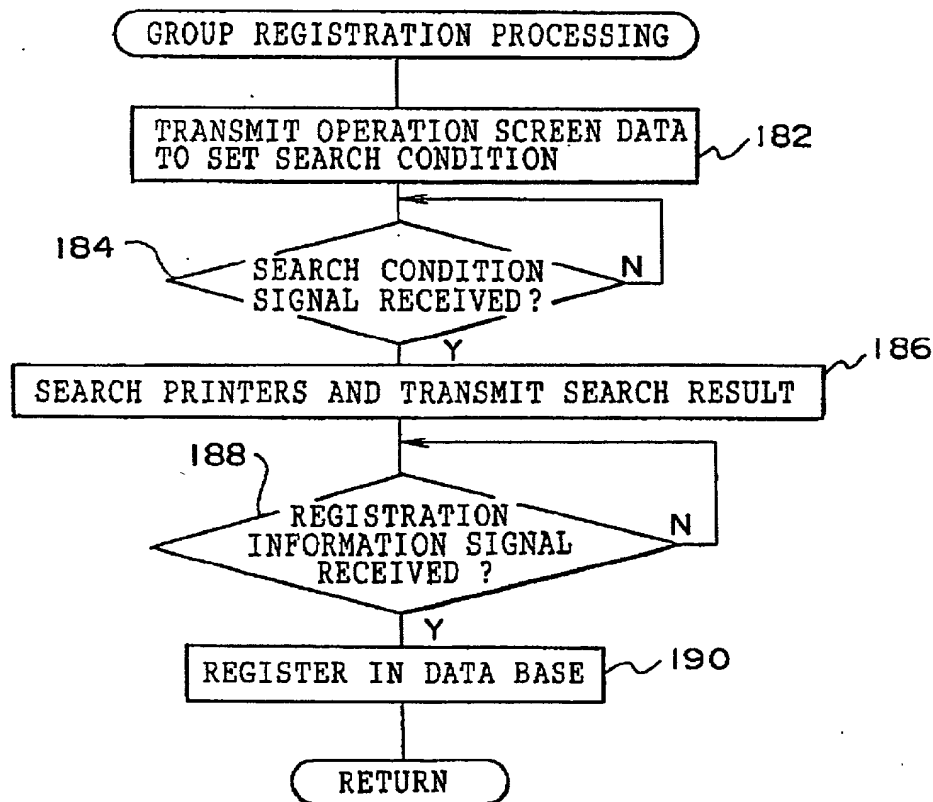 GROUP REGISTRATION PROCESSING
TRANSMIT OPERATION SCREEN DATA
TO SET SEARCH CONDITION
182
184
SEARCH CONDITION
SIGNAL RECEIVED?
N
Y
186
SEARCH PRINTERS AND TRANSMIT SEARCH RESULT
188
REGISTRATION
INFORMATION SIGNAL
RECEIVED ?
N
Y
REGISTER IN DATA BASE
190
RETURN